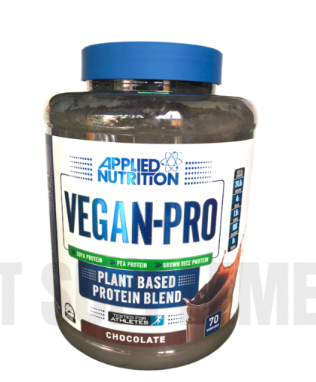 APPLIED
NUTRITION
VEGAN-PRO
SOYA PROTEIN PEA PROTEIN BROWN RICE PROTEIN
PLANT BASED
PROTEIN BLEND
TESTED FOR
ATHLETES
70
CHOCOLATE